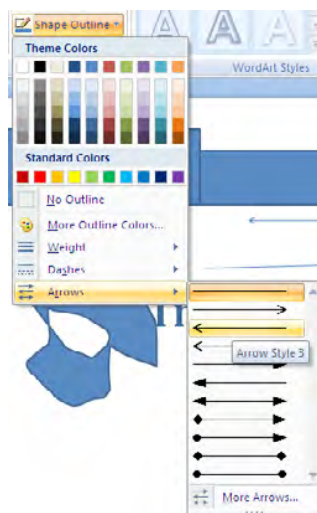 Shape Outline
Theme Colors
WordArt Styles
Standard Colors
No Outline
More Outline Colors...
Weight
Dashes
Arrows
Arrow Style 3
More Arrows...